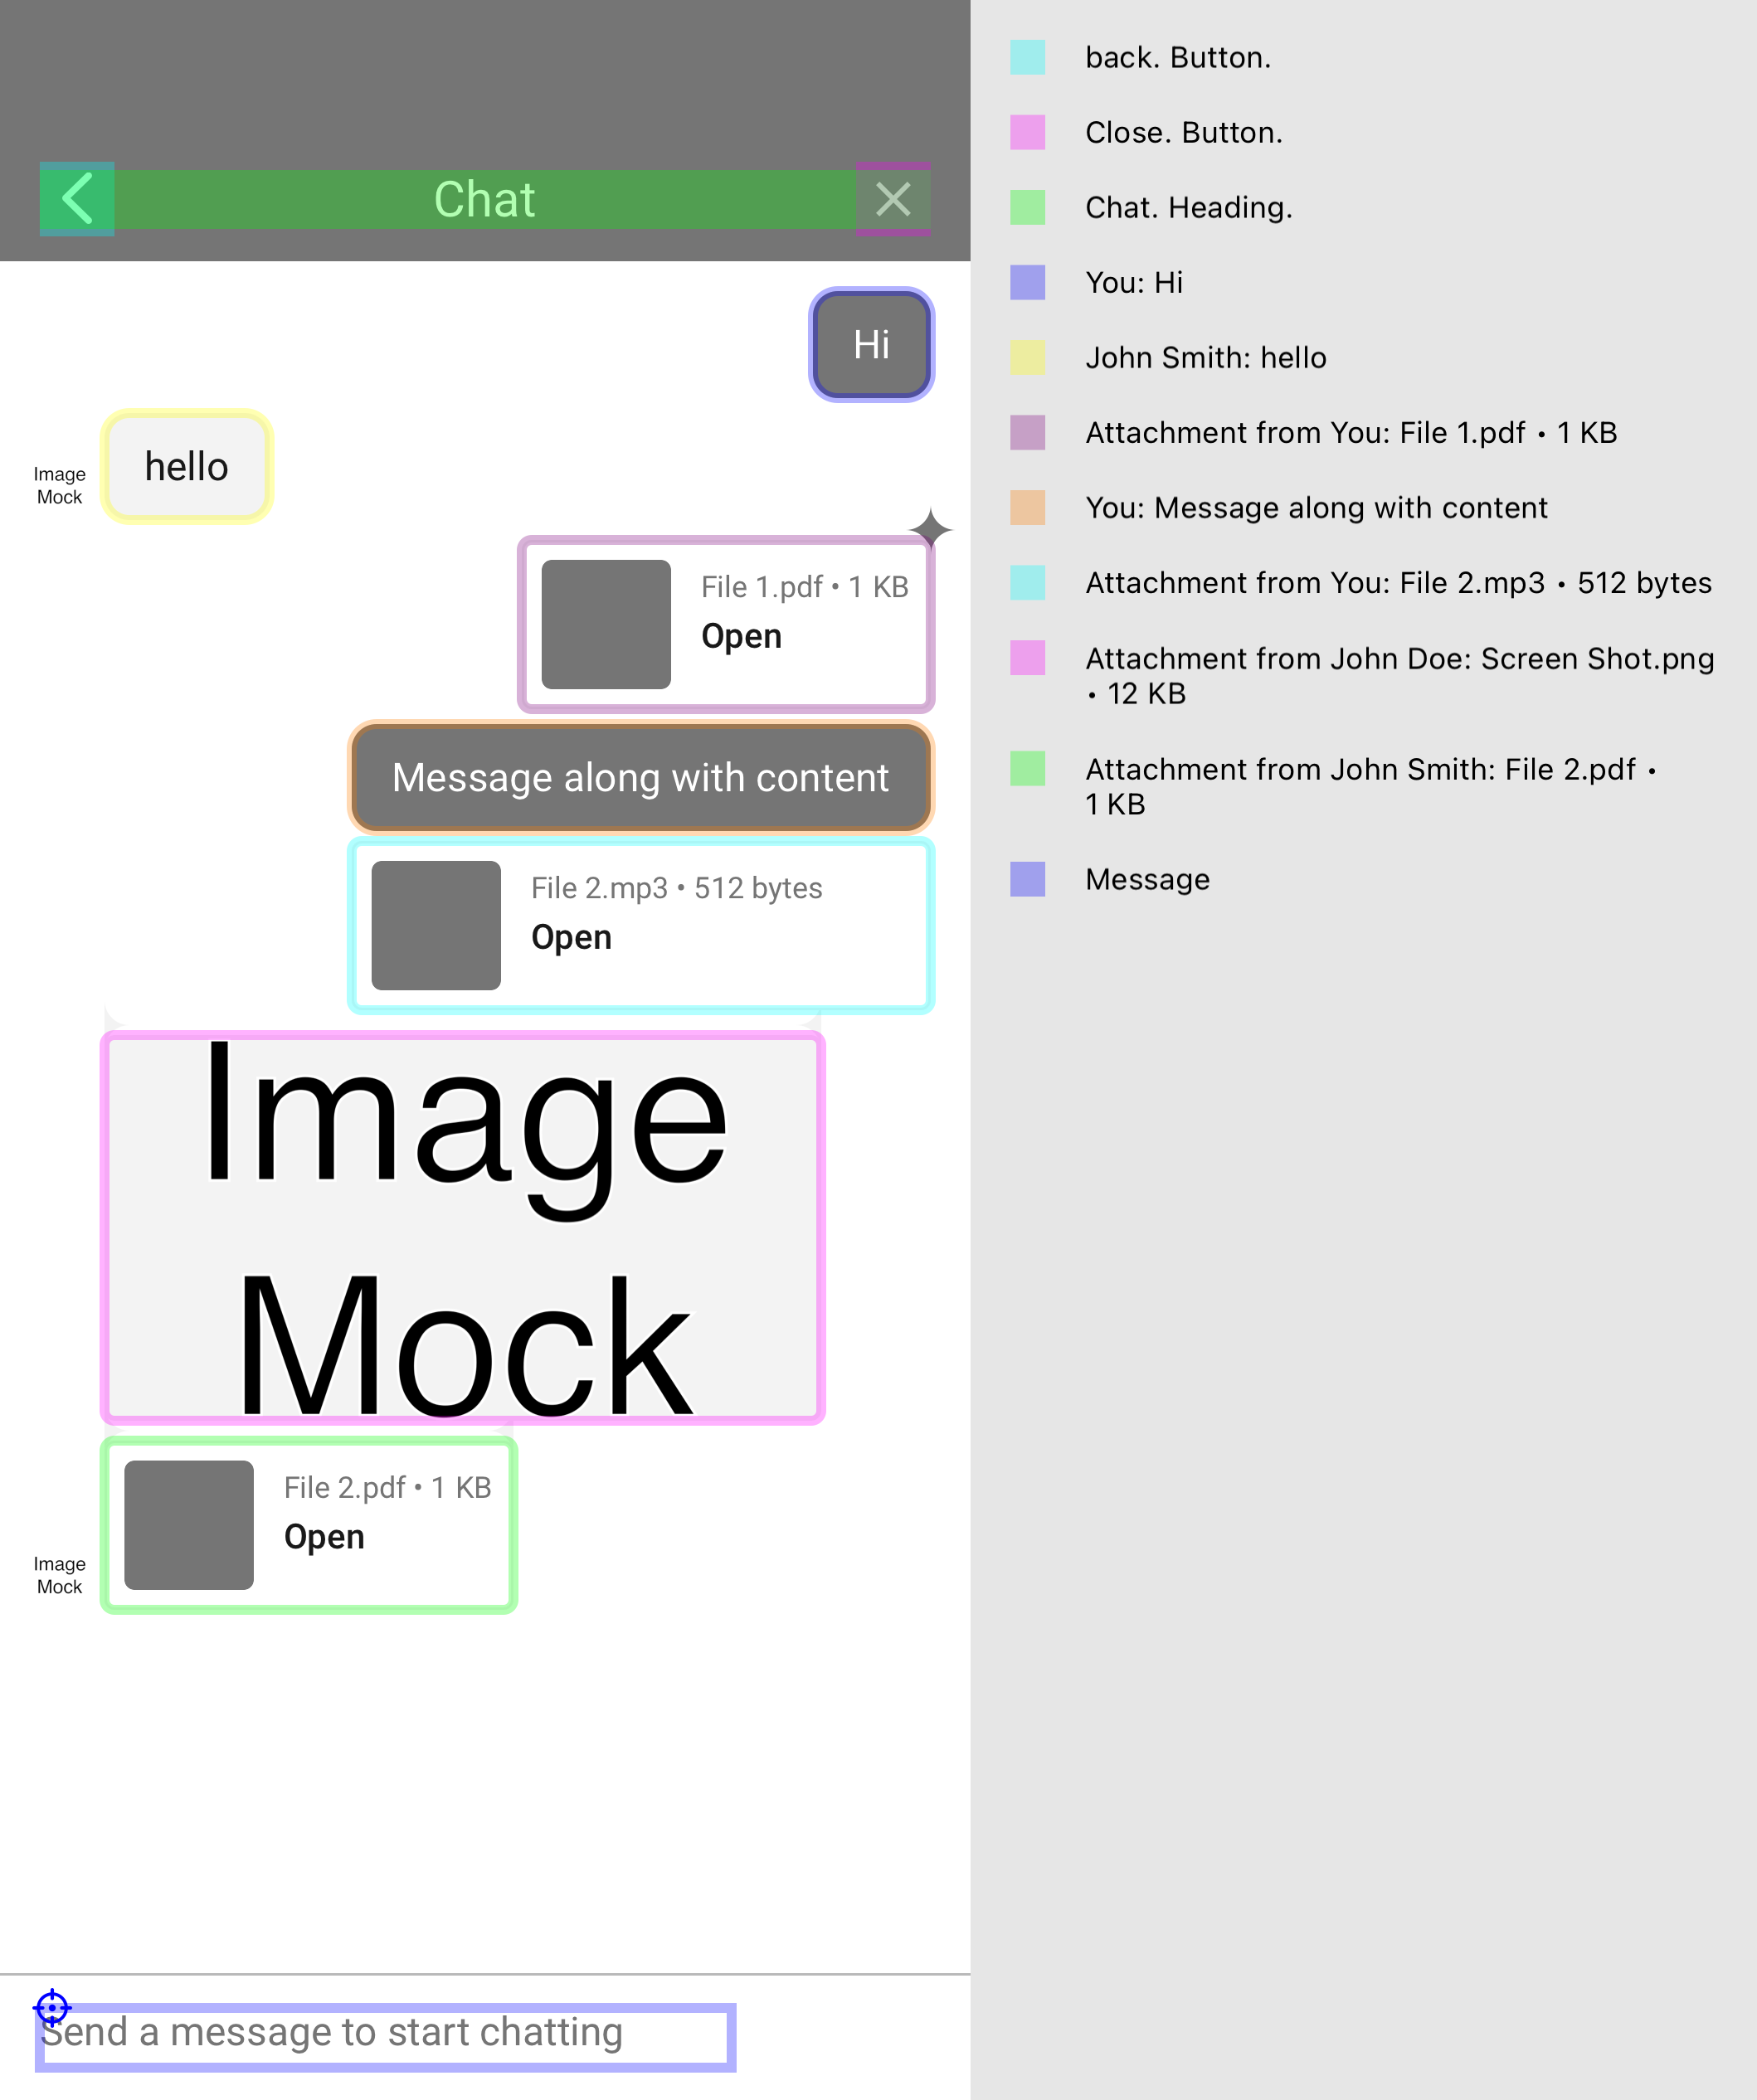 Chat
Hi
hello
Image
Mock
File 1.pdf • 1 KB
Open
Message along with content
File 2.mp3 • 512 bytes
Open
Image
Mock
File 2.pdf • 1 KB
Open
Image
Mock
Send a message to start chatting
back. Button.
Close. Button.
Chat. Heading.
You: Hi
John Smith: hello
Attachment from You: File 1.pdf • 1 KB
You: Message along with content
Attachment from You: File 2.mp3 • 512 bytes
Attachment from John Doe: Screen Shot.png
• 12 KB
Attachment from John Smith: File 2.pdf •
1 KB
Message